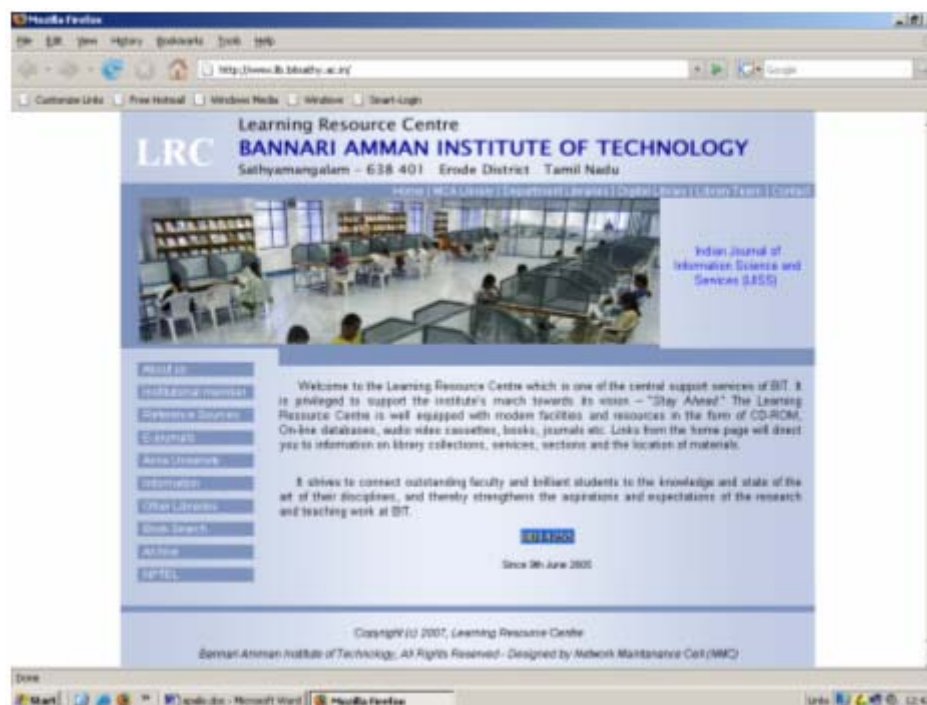 Mozilla Firefox
File Edit View History Bookmarks Tools Help
Google
Customize Links Free Hotmail Windows Media Windows
LRC
Learning Resource Centre
BANNARI AMMAN INSTITUTE OF TECHNOLOGY
Sathyamangalam - 638 401 Erode District Tamil Nadu
Home | MCA Library | Department Libraries | Digital Library | Library Team | Contact
Indian Journal of
Information Science and
Services (IJISS)
About us
Institutional member
Reference Sources
E-Journals
Anna University
Information
Other Libraries
Book Search
Archive
NPTEL
Welcome to the Learning Resource Centre which is one of the central support services of BIT. It
is privileged to support the institute's march towards its vision – "Stay Ahead" The Learning
Resource Centre is well equipped with modern facilities and resources in the form of CD-ROM,
On-line databases, audio video cassettes, books, journals etc. Links from the home page will direct
you to information on library collections, services, sections and the location of materials.
It strives to connect outstanding faculty and brilliant students to the knowledge and state of the
art of their disciplines, and thereby strengthens the aspirations and expectations of the research
and teaching work at BIT.
Since 9th June 2005
Copyright (c) 2007, Learning Resource Centre
Bannari Amman Institute of Technology, All Rights Reserved - Designed by Network Maintanance Cell (NMC)
Done
Start
Microsoft Word
Mozilla Firefox
Links